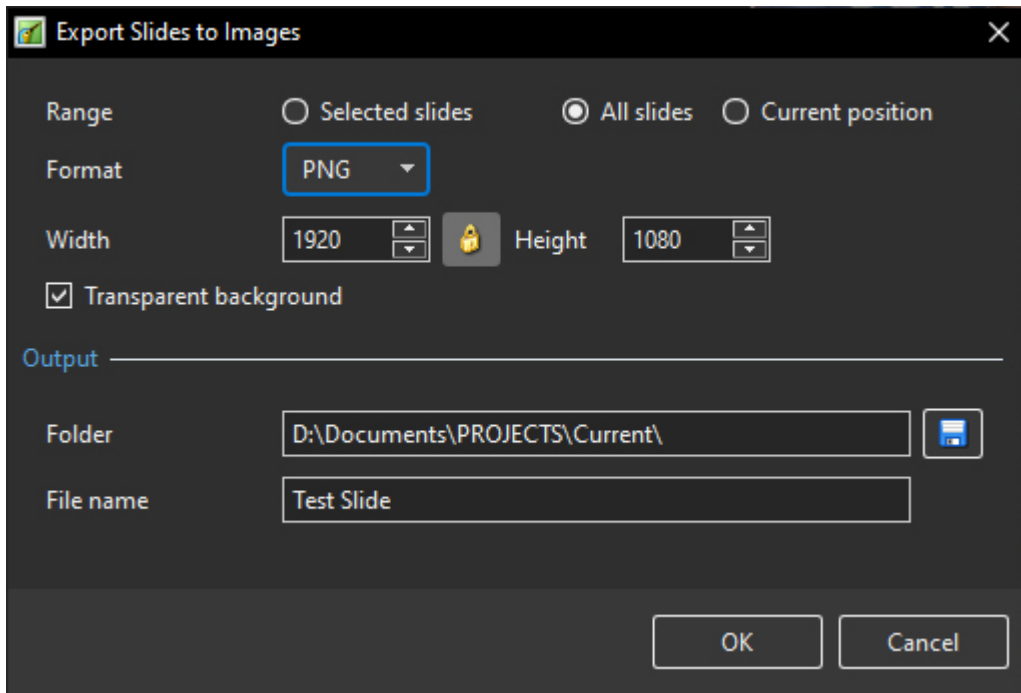 Export Slides to Images
Range Selected slides All slides Current position
Format PNG
Width 1920 Height 1080
Transparent background
Output
Folder D:\Documents\PROJECTS\Current\
File name Test Slide
OK Cancel